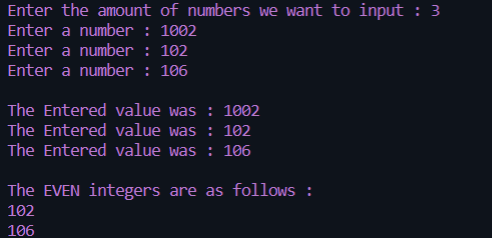 Enter the amount of numbers we want to input : 3
Enter a number : 1002
Enter a number : 102
Enter a number : 106
The Entered value was : 1002
The Entered value was : 102
The Entered value was : 106
The EVEN integers are as follows :
102
106